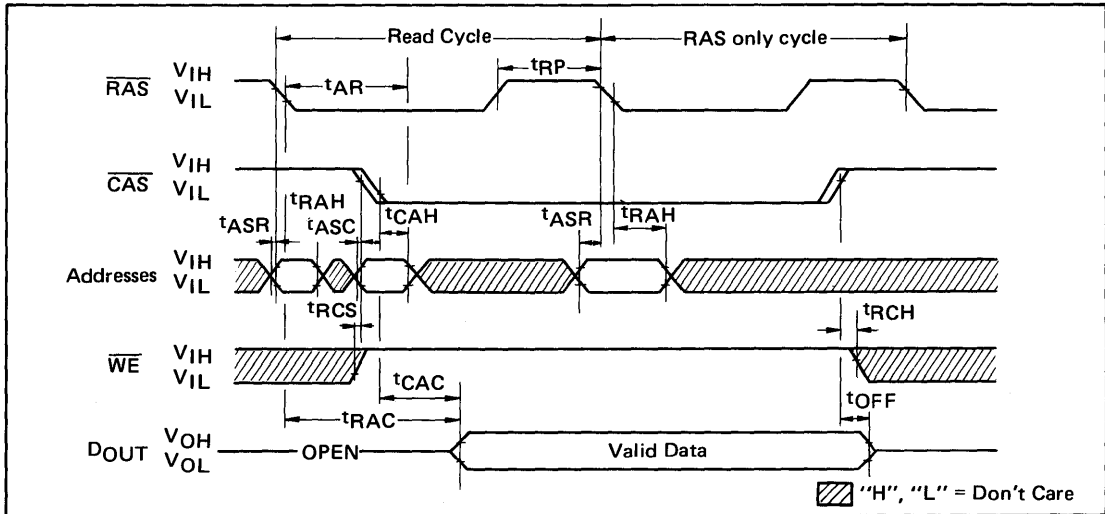 Read Cycle RAS only cycle
RAS VIH VIL tAR tRP
CAS VIH VIL
tASR tRAH tASC tCAH tASR tRAH
Addresses VIH VIL
tRCS tRCH
WE VIH VIL
tCAC tOFF
tRAC
DOUT VOH VOL OPEN Valid Data
"H", "L" = Don't Care